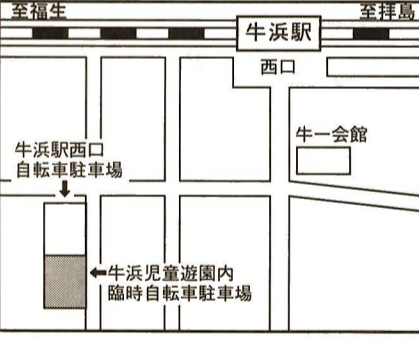 至福生
至拝島
牛浜駅
西口
牛一会館
牛浜駅西口
自転車駐車場
牛浜児童遊園内
臨時自転車駐車場